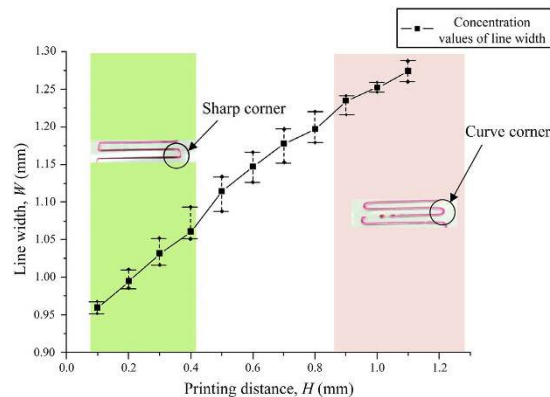 Concentration
values of line width
1.30
1.25
1.20
1.15
1.10
1.05
1.00
0.95
0.90
Line width, W (mm)
Sharp corner
Curve corner
0.0 0.2 0.4 0.6 0.8 1.0 1.2
Printing distance, H (mm)